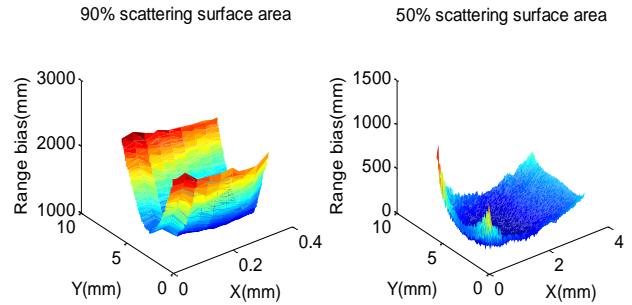 90% scattering surface area
50% scattering surface area
3000
2000
1000
Range bias(mm)
10
5
0
Y(mm)
0
0.2
0.4
X(mm)
1500
1000
500
0
Range bias(mm)
10
5
0
Y(mm)
0
2
4
X(mm)